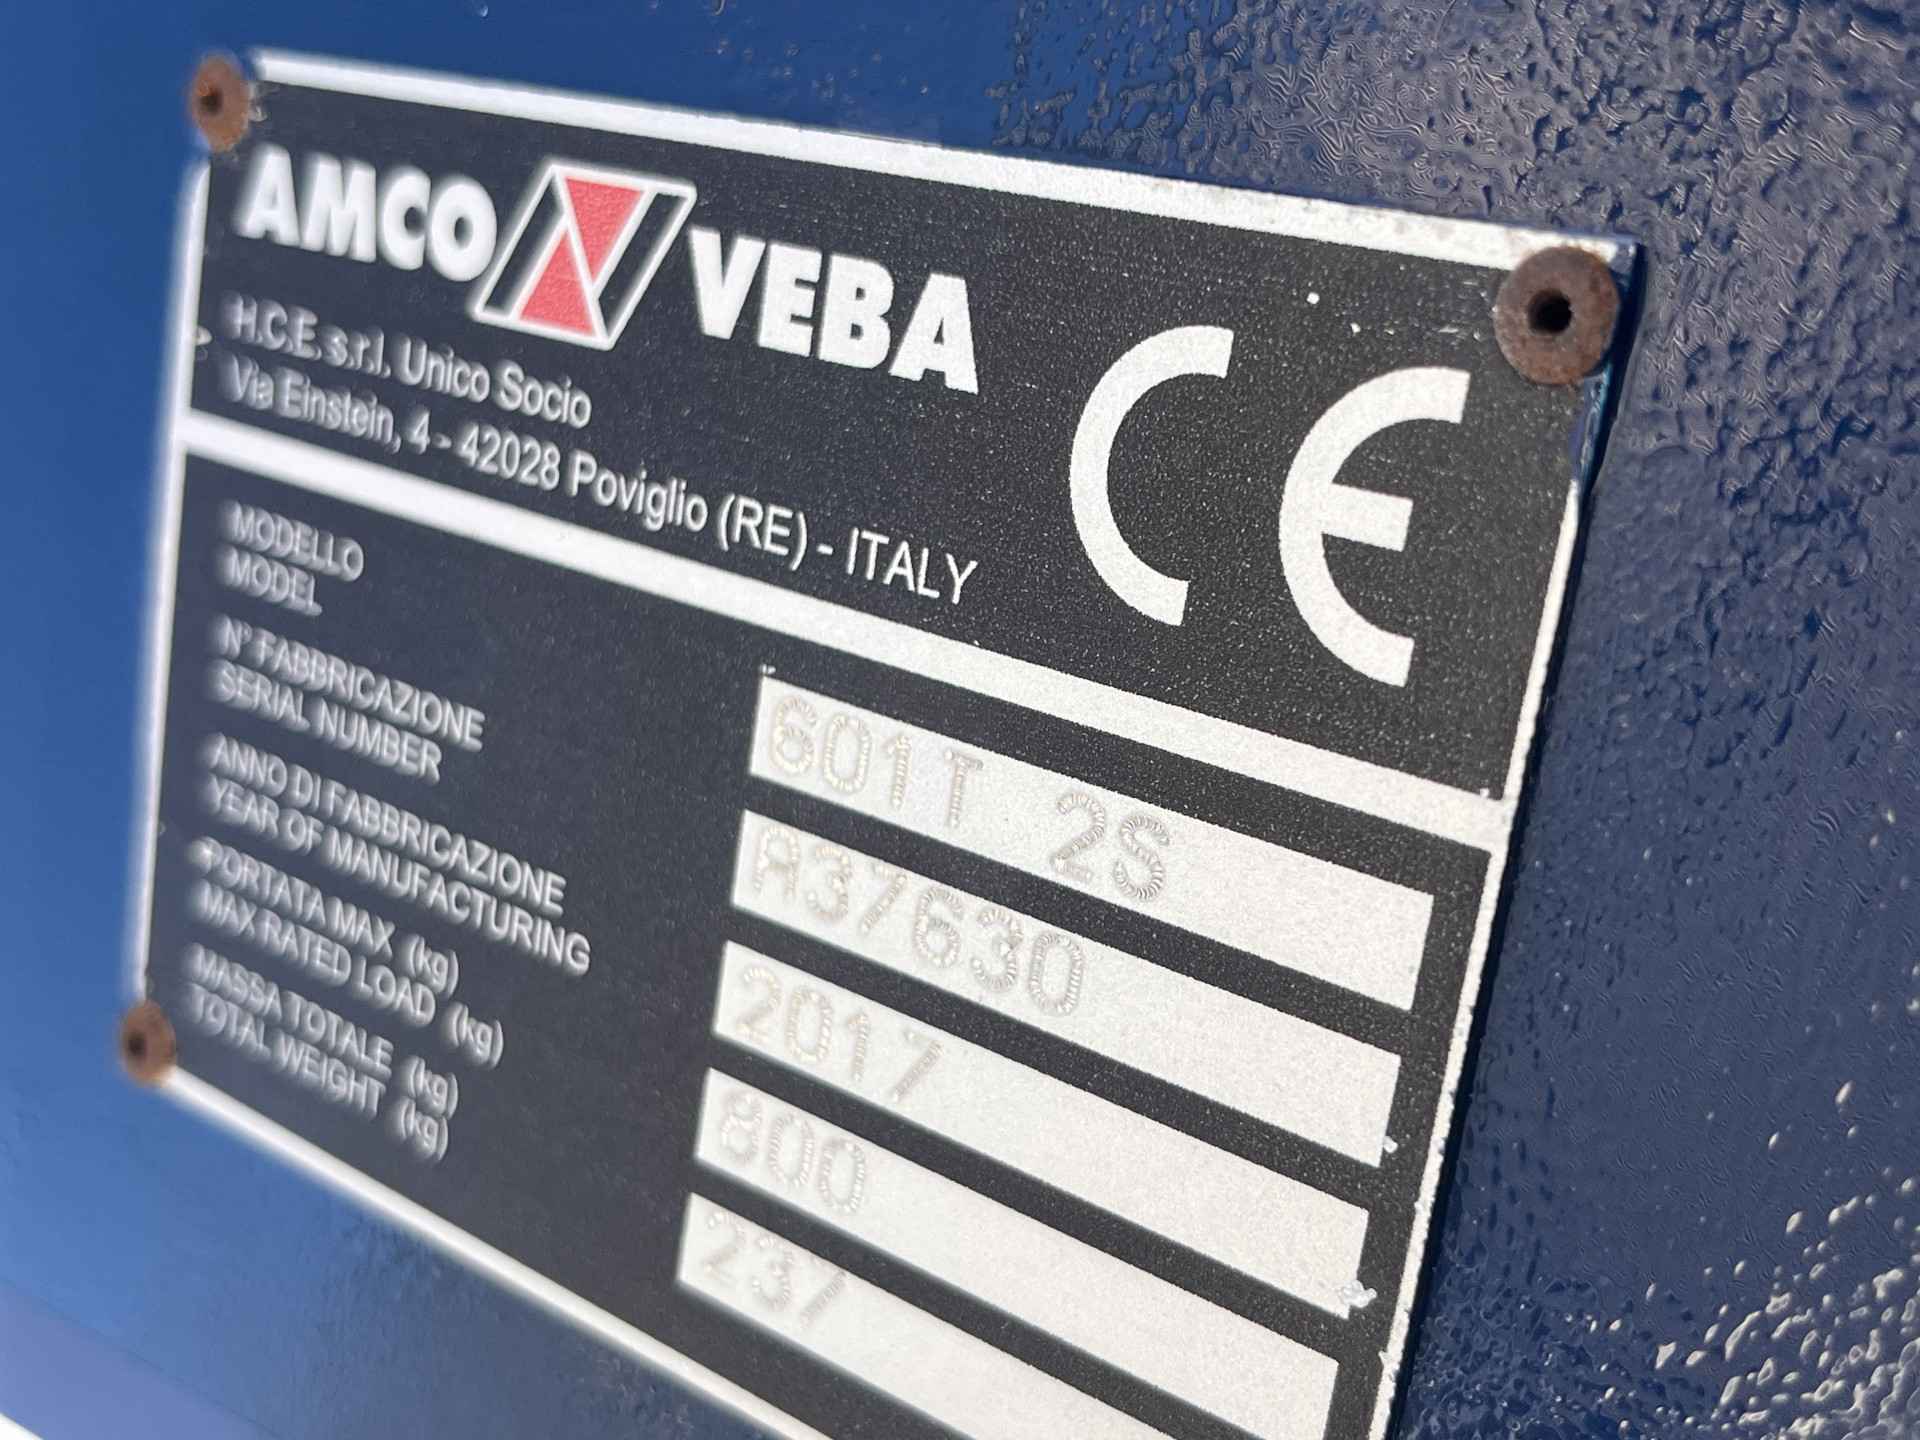 AMCO VEBA
H.C.E. s.r.l. Unico Socio
Via Einstein, 4 - 42028 Poviglio (RE) - ITALY
CE
MODELLO
MODEL
601T 2S
N° FABBRICAZIONE
SERIAL NUMBER
R37630
ANNO DI FABBRICAZIONE
YEAR OF MANUFACTURING
2017
PORTATA MAX (kg)
MAX RATED LOAD (kg)
800
MASSA TOTALE (kg)
TOTAL WEIGHT (kg)
237